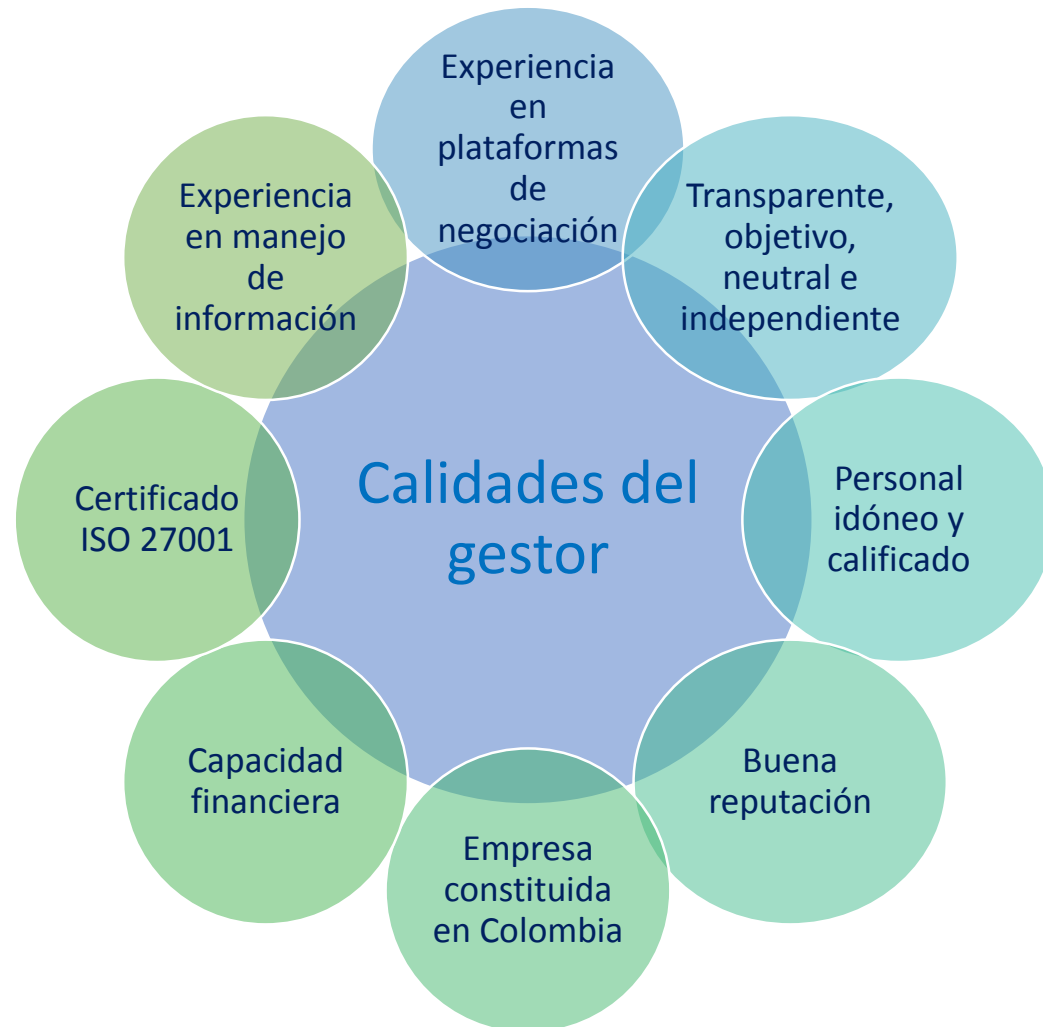 Experiencia
en
plataformas
de
negociación
Transparente,
objetivo,
neutral e
independiente
Personal
idóneo y
calificado
Buena
reputación
Empresa
constituida
en Colombia
Capacidad
financiera
Certificado
ISO 27001
Experiencia
en manejo
de
información
Calidades del
gestor